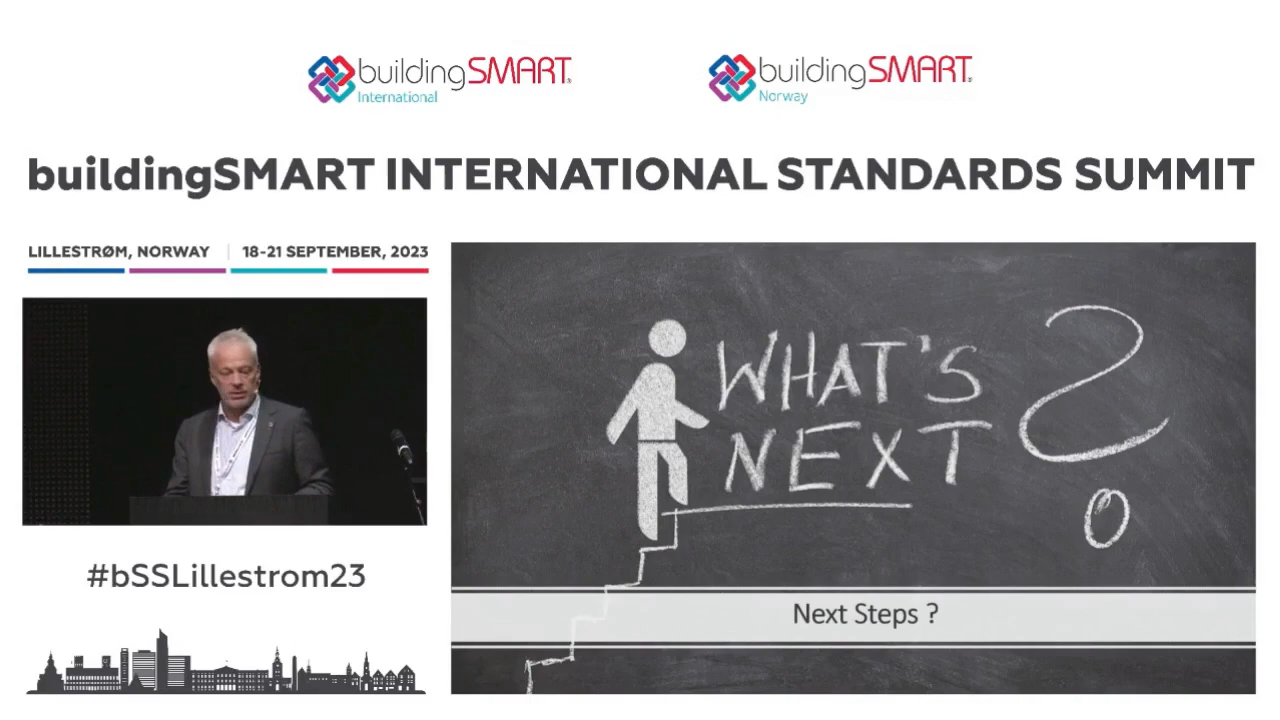 buildingSMART®
International
buildingSMART®
Norway
buildingSMART INTERNATIONAL STANDARDS SUMMIT
LILLESTRØM, NORWAY | 18-21 SEPTEMBER, 2023
WHAT'S
NEXT ?
Next Steps ?
#bSSLillestrom23